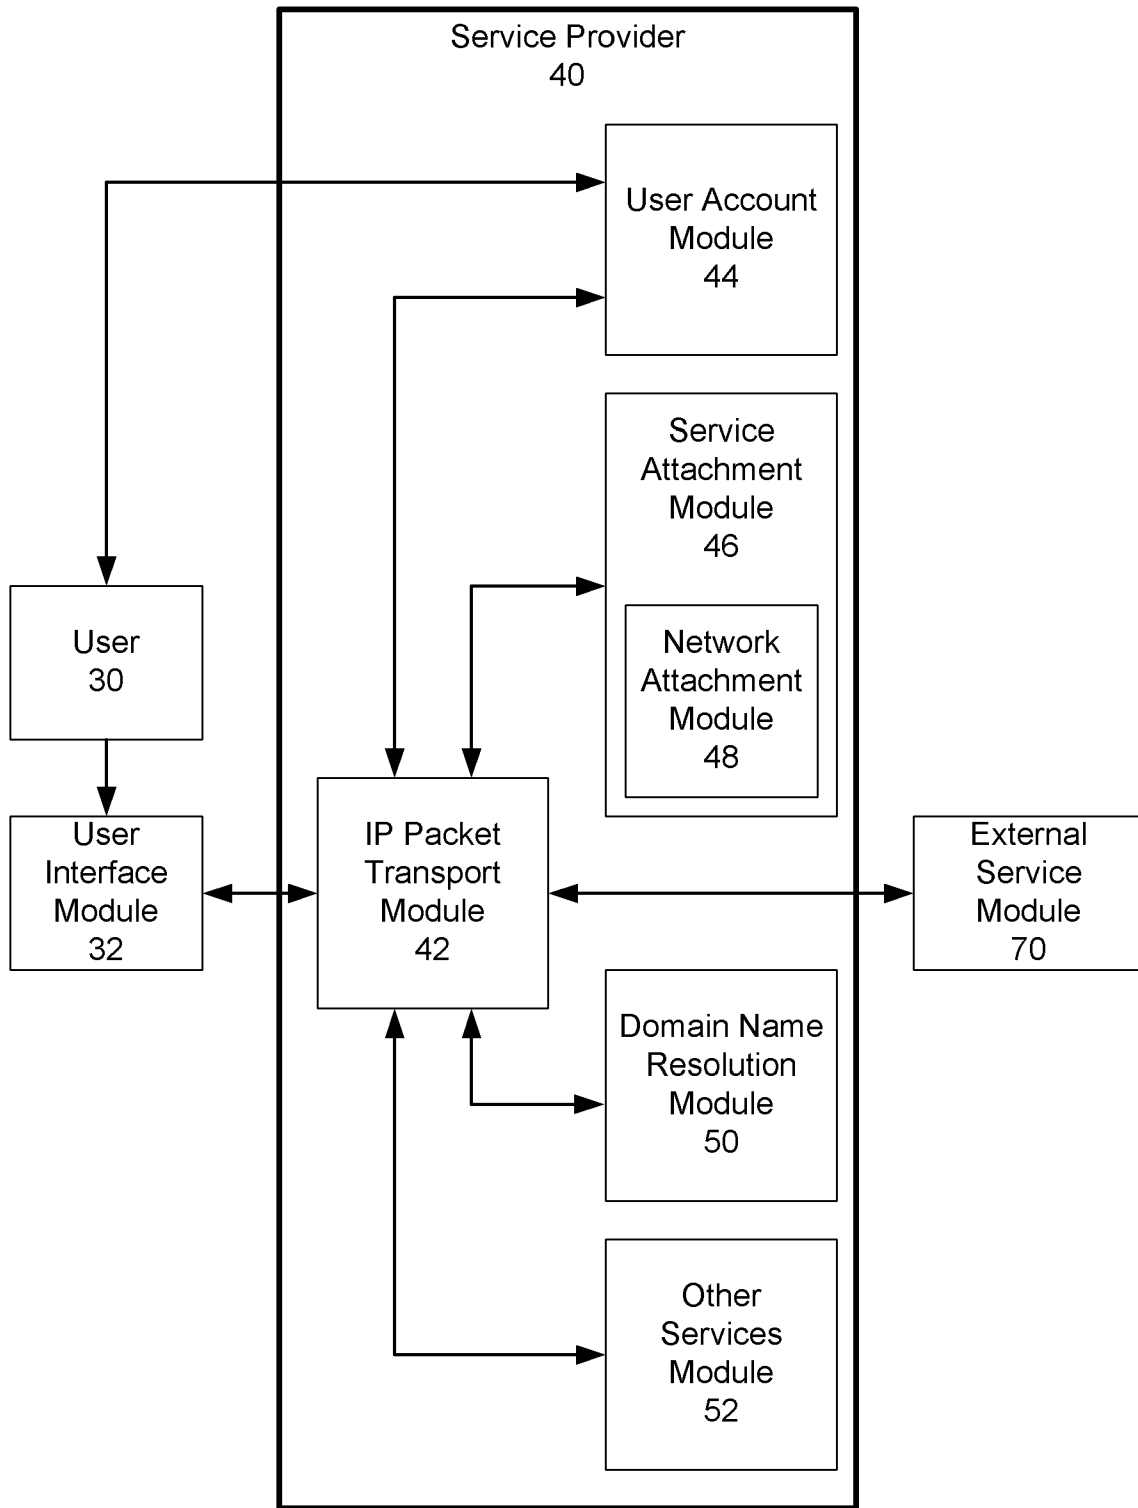 Service Provider
40
User Account
Module
44
Service
Attachment
Module
46
Network
Attachment
Module
48
User
30
User
Interface
Module
32
IP Packet
Transport
Module
42
External
Service
Module
70
Domain Name
Resolution
Module
50
Other
Services
Module
52